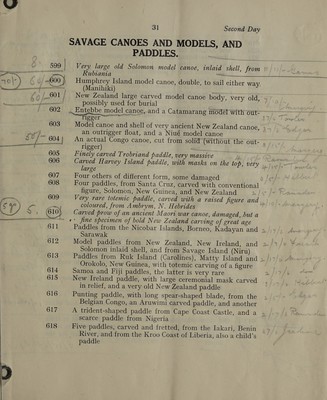 31
Second Day
SAVAGE CANOES AND MODELS, AND
PADDLES.
599 Very large old Solomon model canoe, inlaid shell, from
Rubiania
600 Humphrey Island model canoe, double, to sail either way
(Manihiki)
601 New Zealand large carved model canoe body, very old,
possibly used for burial
602 Entebbe model canoe, and a Catamarang model with out-
rigger
603 Model canoe and shell of very ancient New Zealand canoe,
an outrigger float, and a Niué model canoe
604 An actual Congo canoe, cut from solid (without the out-
rigger)
605 Finely carved Trobriand paddle, very massive
606 Carved Hervey Island paddle, with masks on the top, very
large
607 Four others of different form, some damaged
608 Four paddles, from Santa Cruz, carved with conventional
figure, Solomon, New Guinea, and New Zealand
609 Very rare totemic paddle, carved with a raised figure and
coloured, from Ambrym, N. Hebrides
610 Carved prow of an ancient Maori war canoe, damaged, but a
fine specimen of bold New Zealand carving of great age
611 Paddles from the Nicobar Islands, Borneo, Kadayan and
Sarawak
612 Model paddles from New Zealand, New Ireland, and
Solomon inlaid shell, and from Savage Island (Niru)
613 Paddles from Ruk Island (Carolines), Matty Island and
Orokolo, New Guinea, with totemic carving of a figure
614 Samoa and Fiji paddles, the latter is very rare
615 New Ireland paddle, with large ceremonial mask carved
in relief, and a very old New Zealand paddle
616 Punting paddle, with long spear-shaped blade, from the
Belgian Congo, an Aruwimi carved paddle, and another
617 A trident-shaped paddle from Cape Coast Castle, and a
scarce paddle from Nigeria
618 Five paddles, carved and fretted, from the Iakari, Benin
River, and from the Kroo Coast of Liberia, also a child's
paddle